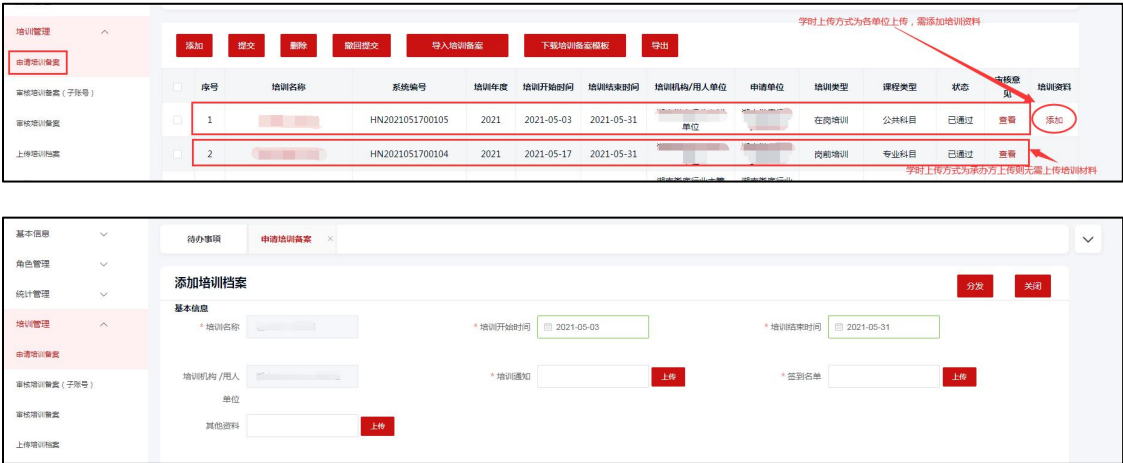 学时上传方式为各单位上传，需添加培训资料
培训管理
添加 提交 删除 撤回提交 导入培训备案 下载培训备案模板 导出
申请培训备案
序号 培训名称 系统编号 培训年度 培训开始时间 培训结束时间 培训机构/用人单位 申请单位 培训类型 课程类型 状态 审核意见 培训资料
审核培训备案（子账号）
1 HN2021051700105 2021 2021-05-03 2021-05-31 单位 在岗培训 公共科目 已通过 查看 添加
审核培训备案
上传培训档案
2 HN2021051700104 2021 2021-05-17 2021-05-31 岗前培训 专业科目 已通过 查看
学时上传方式为承办方上传则无需上传培训材料
基本信息
待办事项 申请培训备案 ×
角色管理
添加培训档案 分发 关闭
统计管理
基本信息
培训管理
* 培训名称 * 培训开始时间 2021-05-03 * 培训结束时间 2021-05-31
申请培训备案
审核培训备案（子账号）
培训机构 /用人单位 * 培训通知 上传 * 签到名单 上传
审核培训备案
其他资料 上传
上传培训档案